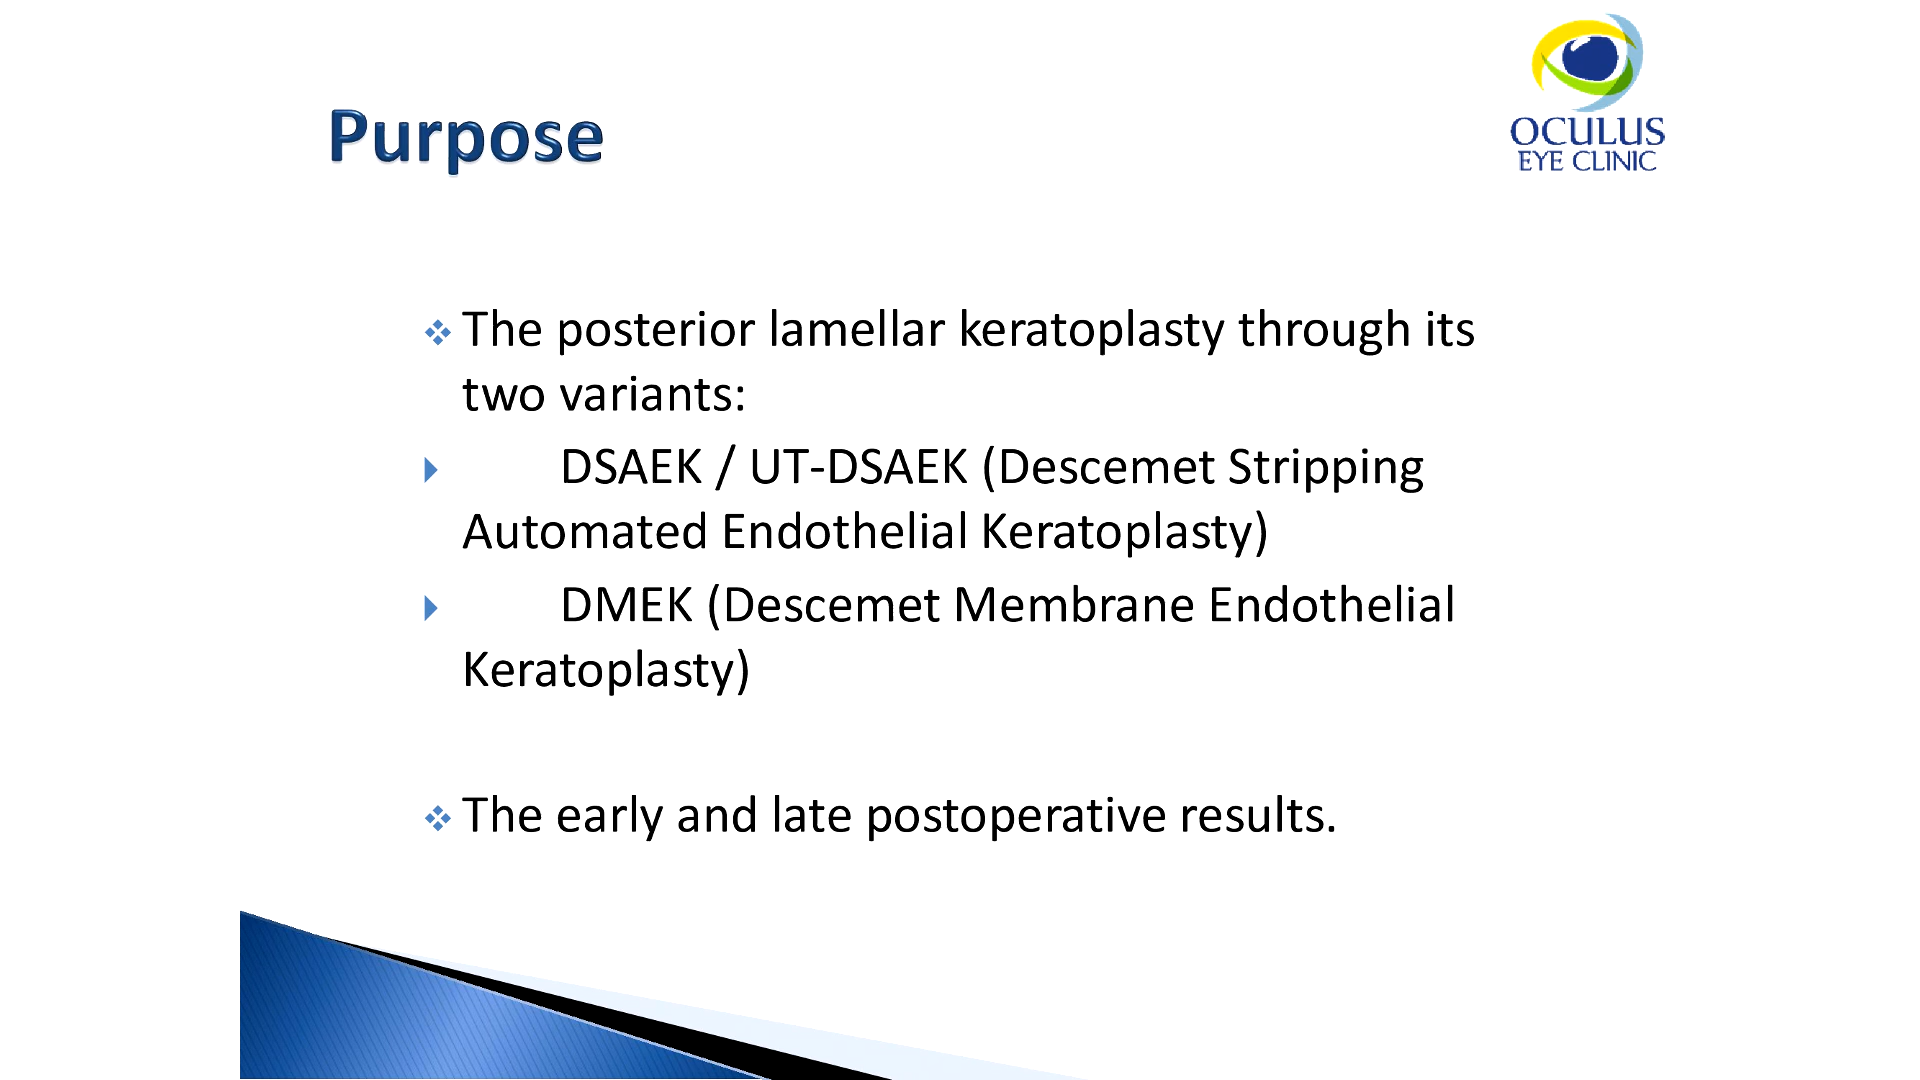 OCULUS
EYE CLINIC
Purpose
The posterior lamellar keratoplasty through its
two variants:
DSAEK / UT-DSAEK (Descemet Stripping
Automated Endothelial Keratoplasty)
DMEK (Descemet Membrane Endothelial
Keratoplasty)
The early and late postoperative results.